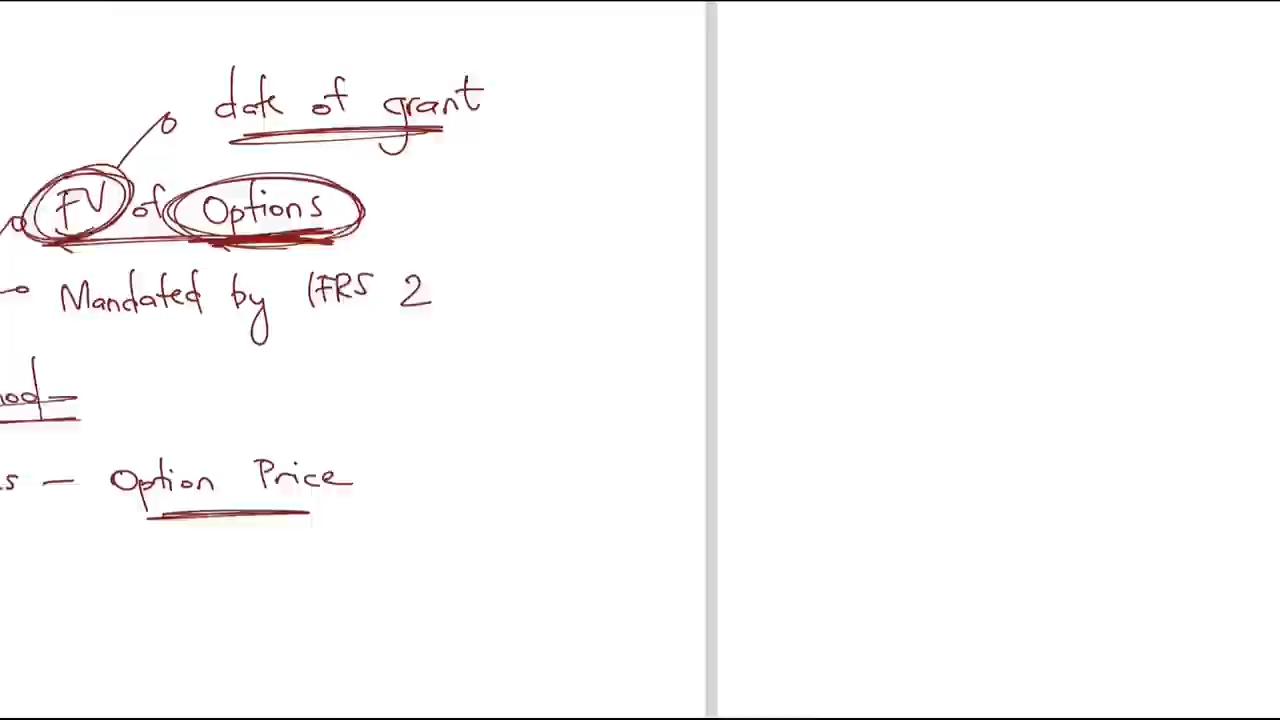 date of grant
FV of Options
Mandated by IFRS 2
Option Price